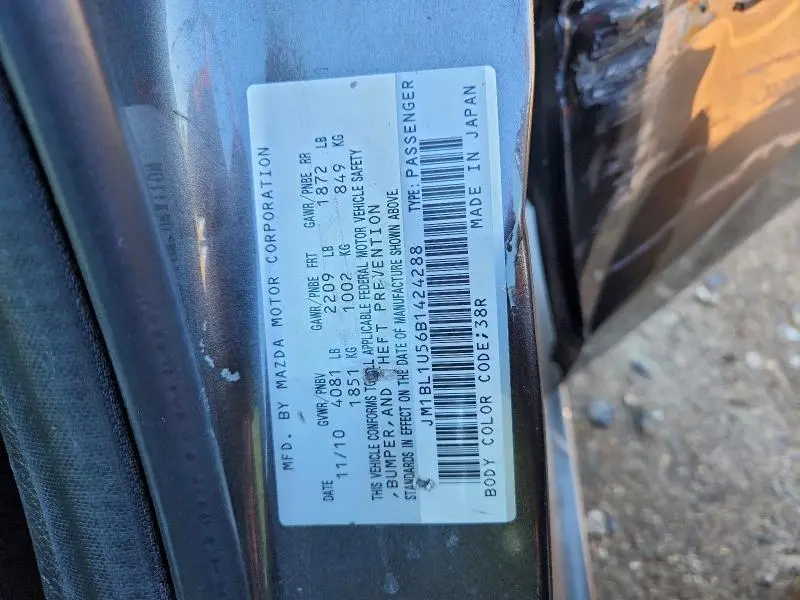 MFD. BY MAZDA MOTOR CORPORATION
DATE GVWR/PNBV GAWR/PNBE FRT GAWR/PNBE RR
11/10 4081 LB 2209 LB 1872 LB
1851 KG 1002 KG 849 KG
THIS VEHICLE CONFORMS TO ALL APPLICABLE FEDERAL MOTOR VEHICLE SAFETY
,BUMPER,AND THEFT PREVENTION
STANDARDS IN EFFECT ON THE DATE OF MANUFACTURE SHOWN ABOVE.
JM1BL1U56B1424288 TYPE: PASSENGER
BODY COLOR CODE;38R MADE IN JAPAN